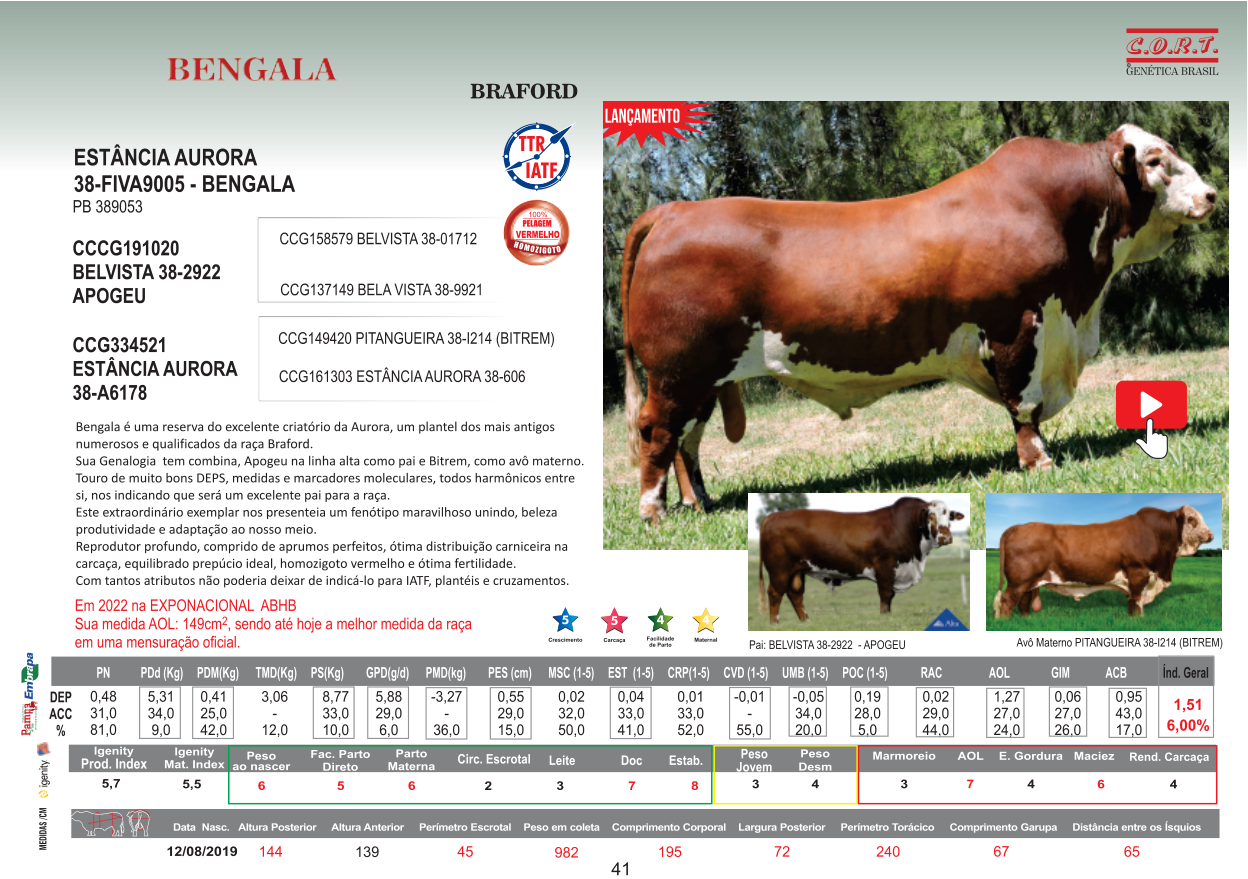 BENGALA
C.O.R.T.
GENÉTICA BRASIL
BRAFORD
LANÇAMENTO
ESTÂNCIA AURORA
38-FIVA9005 - BENGALA
PB 389053
TTR
IATF
100%
PELAGEM
VERMELHO
HOMOZIGOTO
CCCG191020
BELVISTA 38-2922
APOGEU
CCG158579 BELVISTA 38-01712
CCG137149 BELA VISTA 38-9921
CCG334521
ESTÂNCIA AURORA
38-A6178
CCG149420 PITANGUEIRA 38-I214 (BITREM)
CCG161303 ESTÂNCIA AURORA 38-606
Bengala é uma reserva do excelente criatório da Aurora, um plantel dos mais antigos
numerosos e qualificados da raça Braford.
Sua Genalogia tem combina, Apogeu na linha alta como pai e Bitrem, como avô materno.
Touro de muito bons DEPS, medidas e marcadores moleculares, todos harmônicos entre
si, nos indicando que será um excelente pai para a raça.
Este extraordinário exemplar nos presenteia um fenótipo maravilhoso unindo, beleza
produtividade e adaptação ao nosso meio.
Reprodutor profundo, comprido de aprumos perfeitos, ótima distribuição carniceira na
carcaça, equilibrado prepúcio ideal, homozigoto vermelho e ótima fertilidade.
Com tantos atributos não poderia deixar de indicá-lo para IATF, plantéis e cruzamentos.
Em 2022 na EXPONACIONAL ABHB
Sua medida AOL: 149cm², sendo até hoje a melhor medida da raça
em uma mensuração oficial.
5 5 4 4
Crescimento Carcaça Facilidade de Parto Maternal
Alta
Pai: BELVISTA 38-2922 - APOGEU
Avô Materno PITANGUEIRA 38-I214 (BITREM)
Pampa Embrapa
PN PDd (Kg) PDM(Kg) TMD(Kg) PS(Kg) GPD(g/d) PMD(kg) PES (cm) MSC (1-5) EST (1-5) CRP(1-5) CVD (1-5) UMB (1-5) POC (1-5) RAC AOL GIM ACB Índ. Geral
DEP 0,48 5,31 0,41 3,06 8,77 5,88 -3,27 0,55 0,02 0,04 0,01 -0,01 -0,05 0,19 0,02 1,27 0,06 0,95 1,51
ACC 31,0 34,0 25,0 - 33,0 29,0 - 29,0 32,0 33,0 33,0 - 34,0 28,0 29,0 27,0 27,0 43,0
% 81,0 9,0 42,0 12,0 10,0 6,0 36,0 15,0 50,0 41,0 52,0 55,0 20,0 5,0 44,0 24,0 26,0 17,0 6,00%
igenity
Igenity Prod. Index Igenity Mat. Index Peso ao nascer Fac. Parto Direto Parto Materna Circ. Escrotal Leite Doc Estab. Peso Jovem Peso Desm Marmoreio AOL E. Gordura Maciez Rend. Carcaça
5,7 5,5 6 5 6 2 3 7 8 3 4 3 7 4 6 4
MEDIDAS /CM
Data Nasc. Altura Posterior Altura Anterior Perímetro Escrotal Peso em coleta Comprimento Corporal Largura Posterior Perímetro Torácico Comprimento Garupa Distância entre os Ísquios
12/08/2019 144 139 45 982 195 72 240 67 65
41